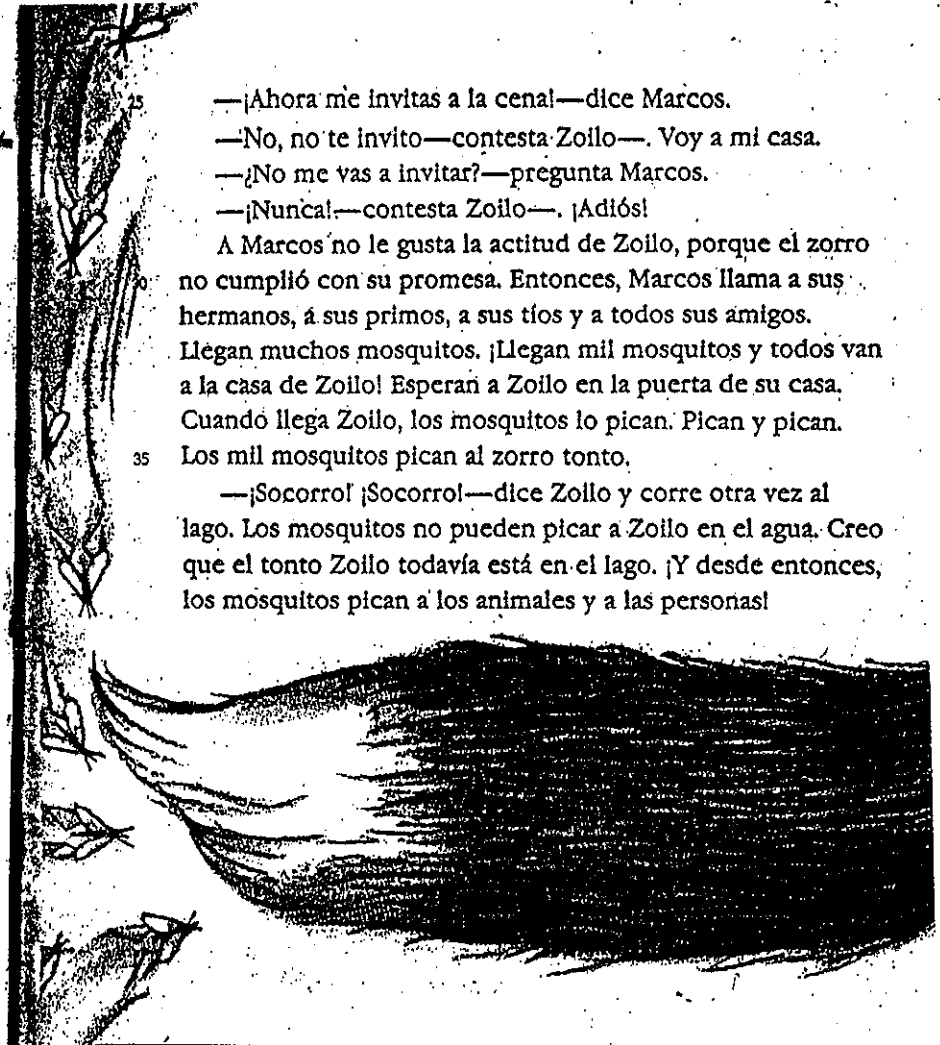 25 —¡Ahora me invitas a la cena!—dice Marcos.
—No, no te invito—contesta Zoilo—. Voy a mi casa.
—¿No me vas a invitar?—pregunta Marcos.
—¡Nunca!—contesta Zoilo—. ¡Adiós!
A Marcos no le gusta la actitud de Zoilo, porque el zorro
no cumplió con su promesa. Entonces, Marcos llama a sus
hermanos, a sus primos, a sus tíos y a todos sus amigos.
Llegan muchos mosquitos. ¡Llegan mil mosquitos y todos van
a la casa de Zoilo! Esperan a Zoilo en la puerta de su casa.
Cuando llega Zoilo, los mosquitos lo pican. Pican y pican.
35 Los mil mosquitos pican al zorro tonto.
—¡Socorro! ¡Socorro!—dice Zoilo y corre otra vez al
lago. Los mosquitos no pueden picar a Zoilo en el agua. Creo
que el tonto Zoilo todavía está en el lago. ¡Y desde entonces,
los mosquitos pican a los animales y a las personas!